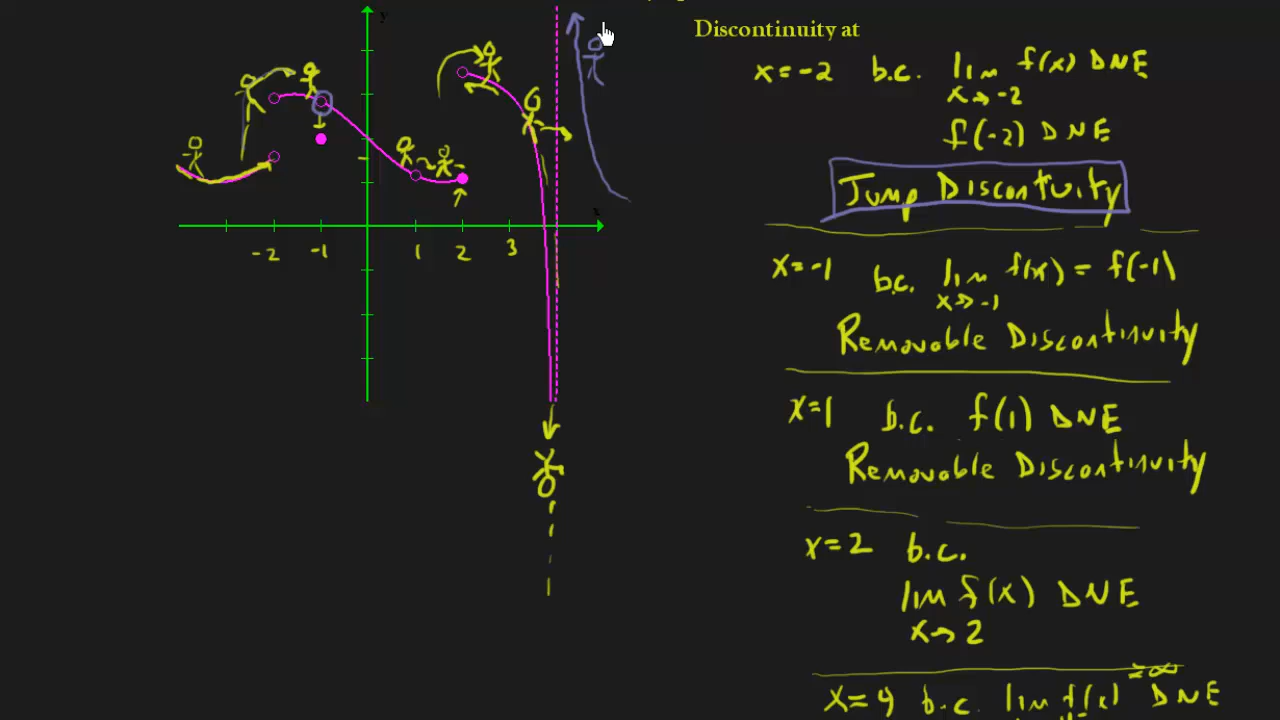 y
Discontinuity at
x = -2 b.c. lim f(x) DNE
x→-2
f(-2) DNE
Jump Discontuity
x
-2 -1 1 2 3
x = -1 b.c. lim f(x) = f(-1)
x→-1
Removable Discontinuity
x=1 b.c. f(1) DNE
Removable Discontinuity
x=2 b.c.
lim f(x) DNE
x→2
=∞
x=4 b.c. lim f(x) DNE